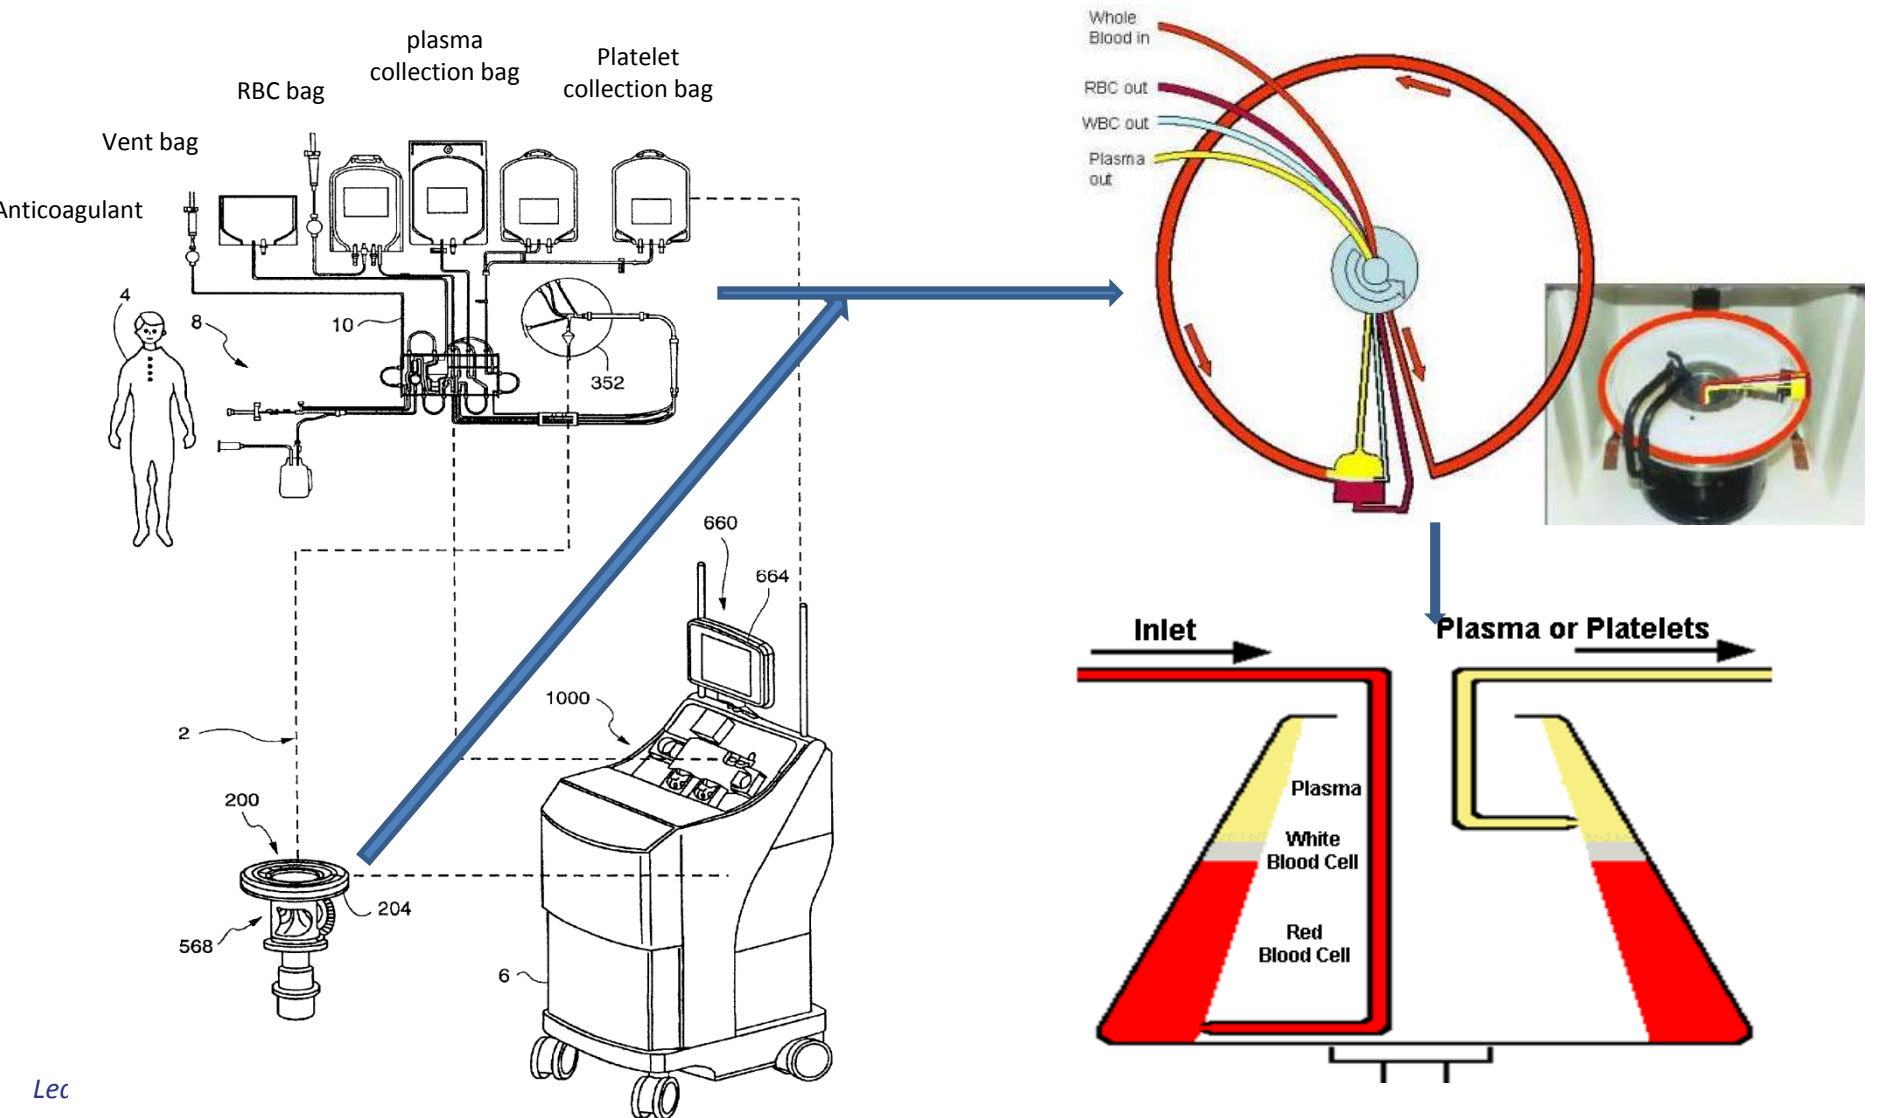 plasma
collection bag
Platelet
collection bag
RBC bag
Vent bag
Anticoagulant
4
8
10
352
660
664
1000
2
200
204
568
6
Whole
Blood in
RBC out
WBC out
Plasma
out
Inlet
Plasma or Platelets
Plasma
White
Blood Cell
Red
Blood Cell